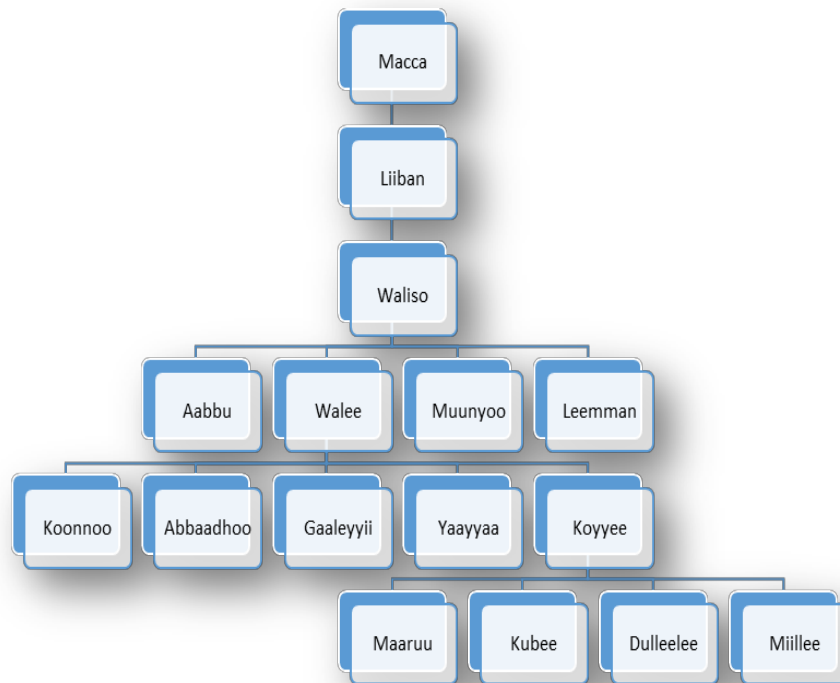 Macca
Liiban
Waliso
Aabbu Walee Muunyoo Leemman
Koonnoo Abbaadhoo Gaaleyyii Yaayyaa Koyyee
Maaruu Kubee Dulleelee Miillee